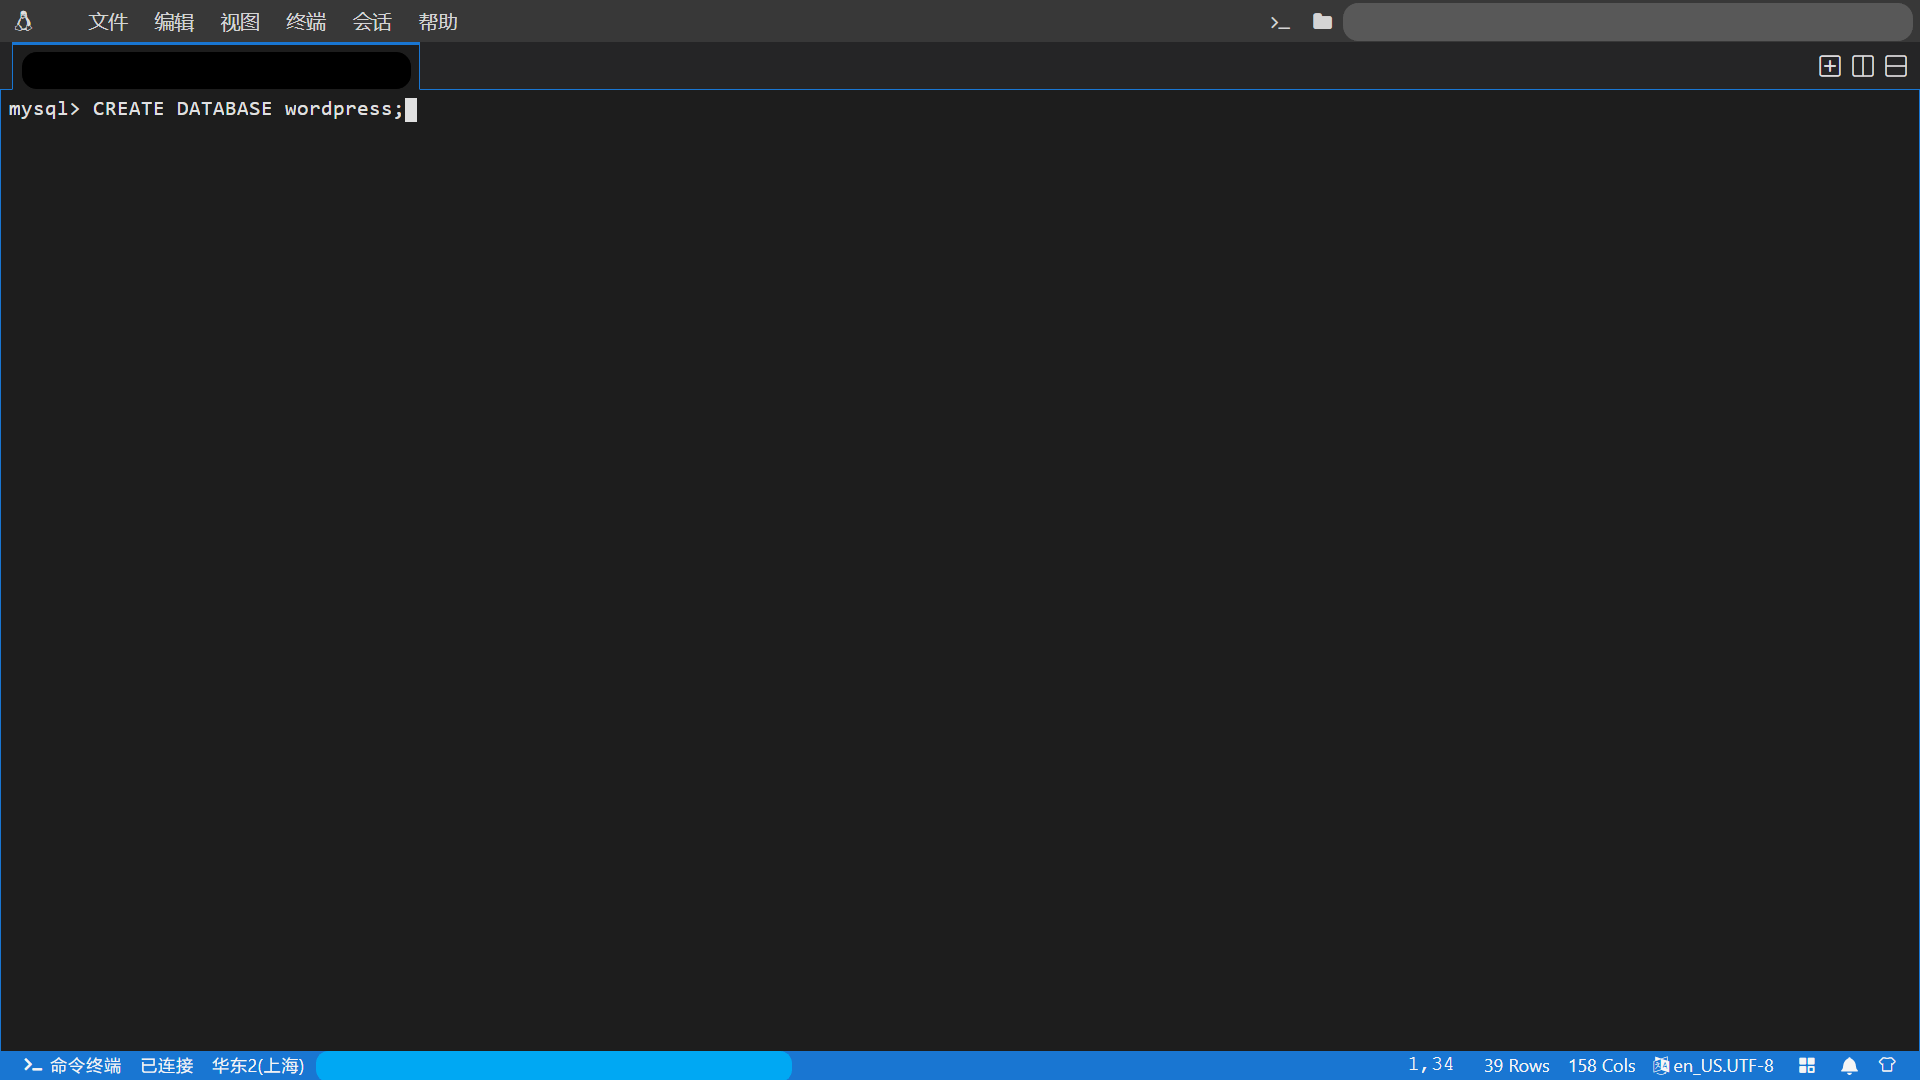 文件 编辑 视图 终端 会话 帮助
mysql> CREATE DATABASE wordpress;
命令终端 已连接 华东2(上海) 1,34 39 Rows 158 Cols en_US.UTF-8